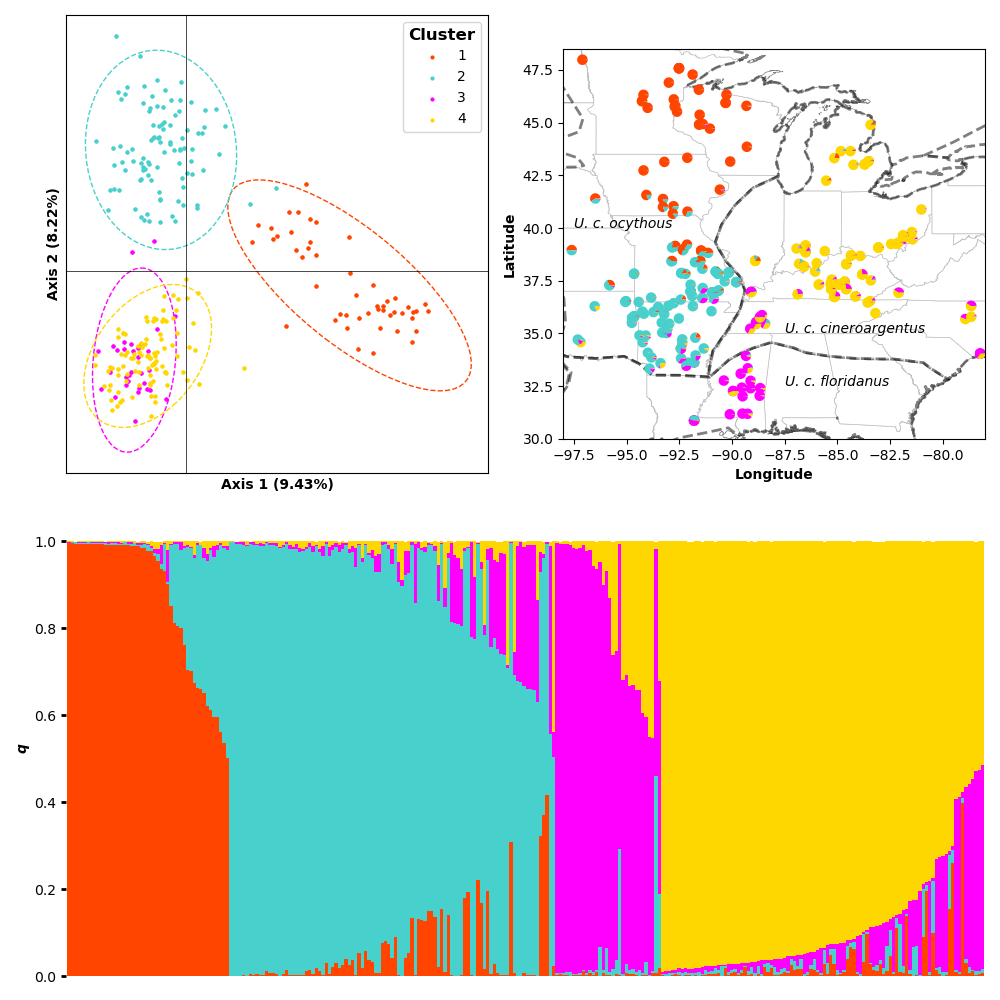 Cluster
1
2
3
4
Axis 2 (8.22%)
Axis 1 (9.43%)
47.5
45.0
42.5
40.0
37.5
35.0
32.5
30.0
Latitude
U. c. ocythous
U. c. cineroargentus
U. c. floridanus
−97.5 −95.0 −92.5 −90.0 −87.5 −85.0 −82.5 −80.0
Longitude
1.0
0.8
0.6
0.4
0.2
0.0
q